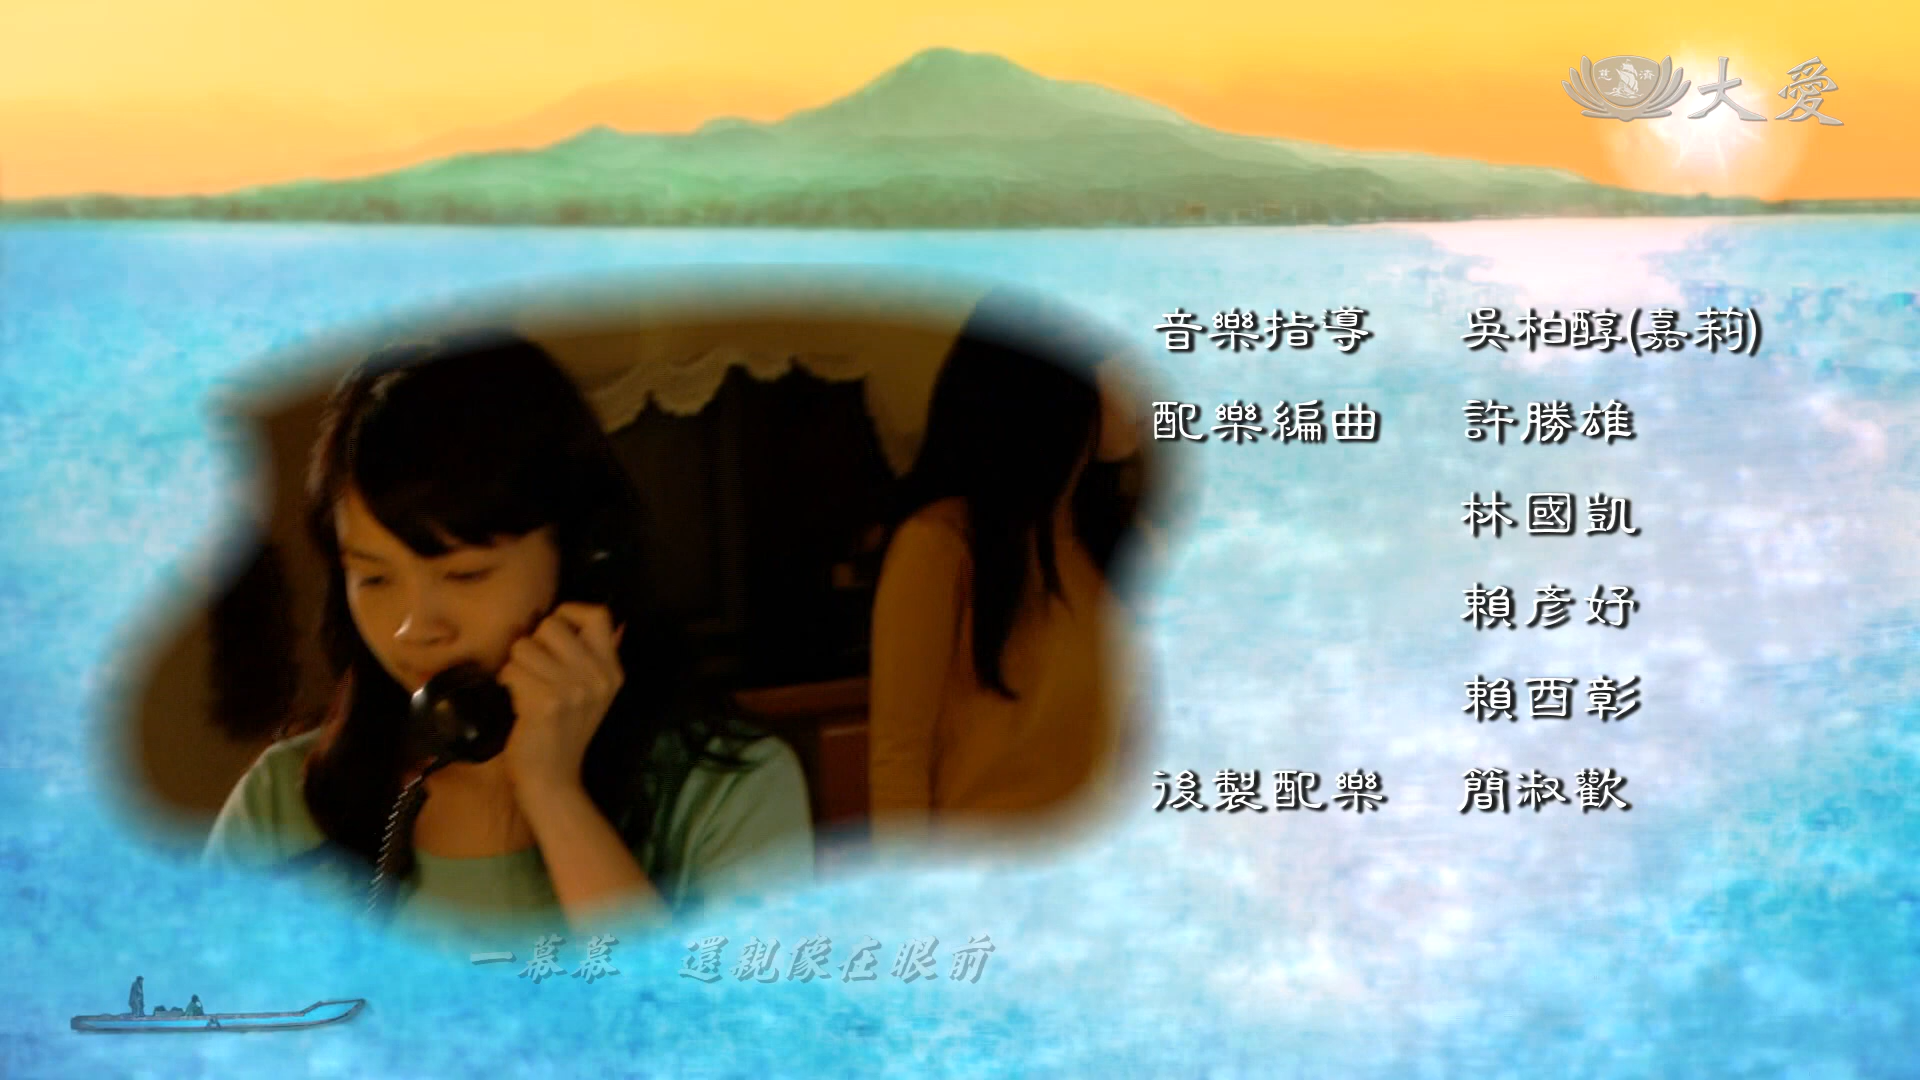 慈濟
大愛
音樂指導 吳柏醇(嘉莉)
配樂編曲 許勝雄
林國凱
賴彥妤
賴酉彰
後製配樂 簡淑歡
一幕幕 還親像在眼前